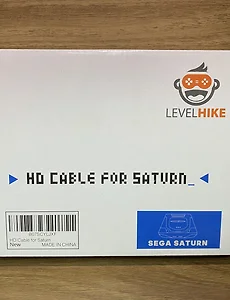 LEVELHIKE
HD CABLE FOR SATURN_
HD Cable for Saturn
New
MADE IN CHINA
SEGA SATURN